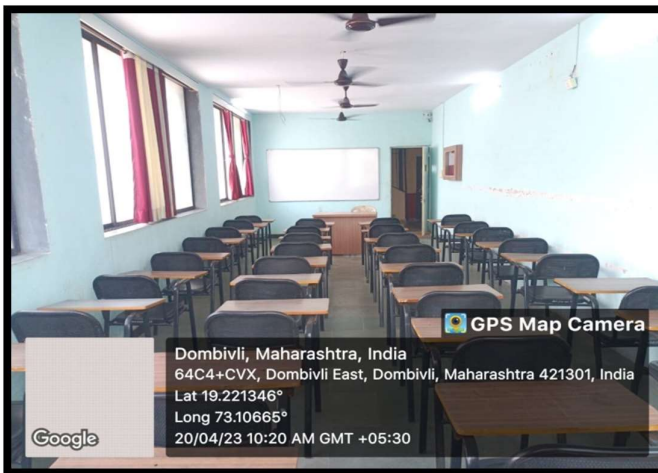 GPS Map Camera
Dombivli, Maharashtra, India
64C4+CVX, Dombivli East, Dombivli, Maharashtra 421301, India
Lat 19.221346°
Long 73.10665°
20/04/23 10:20 AM GMT +05:30
Google